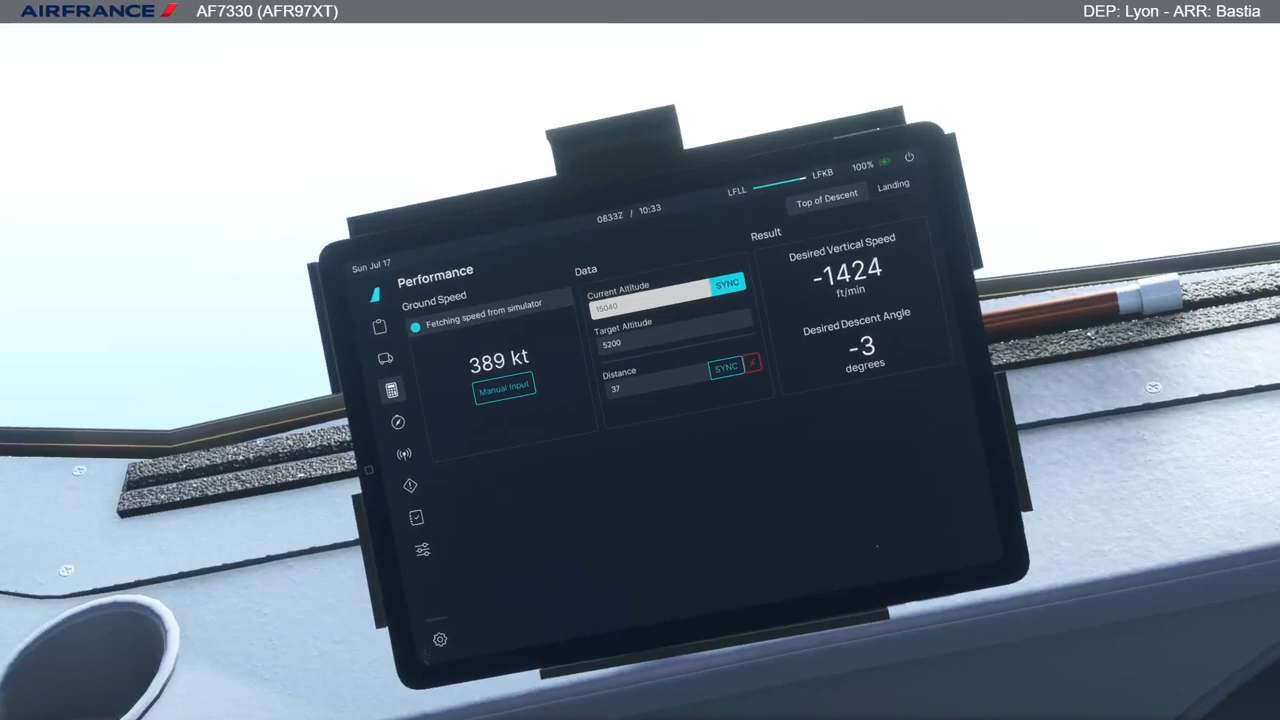 AIRFRANCE AF7330 (AFR97XT) DEP: Lyon - ARR: Bastia
Sun Jul 17 0833Z / 10:33 LFLL LFKB 100%
Top of Descent Landing
Performance
Ground Speed
Fetching speed from simulator
389 kt
Manual Input
Data
Current Altitude
15040 SYNC
Target Altitude
5200
Distance
37 SYNC
Result
Desired Vertical Speed
-1424
ft/min
Desired Descent Angle
-3
degrees